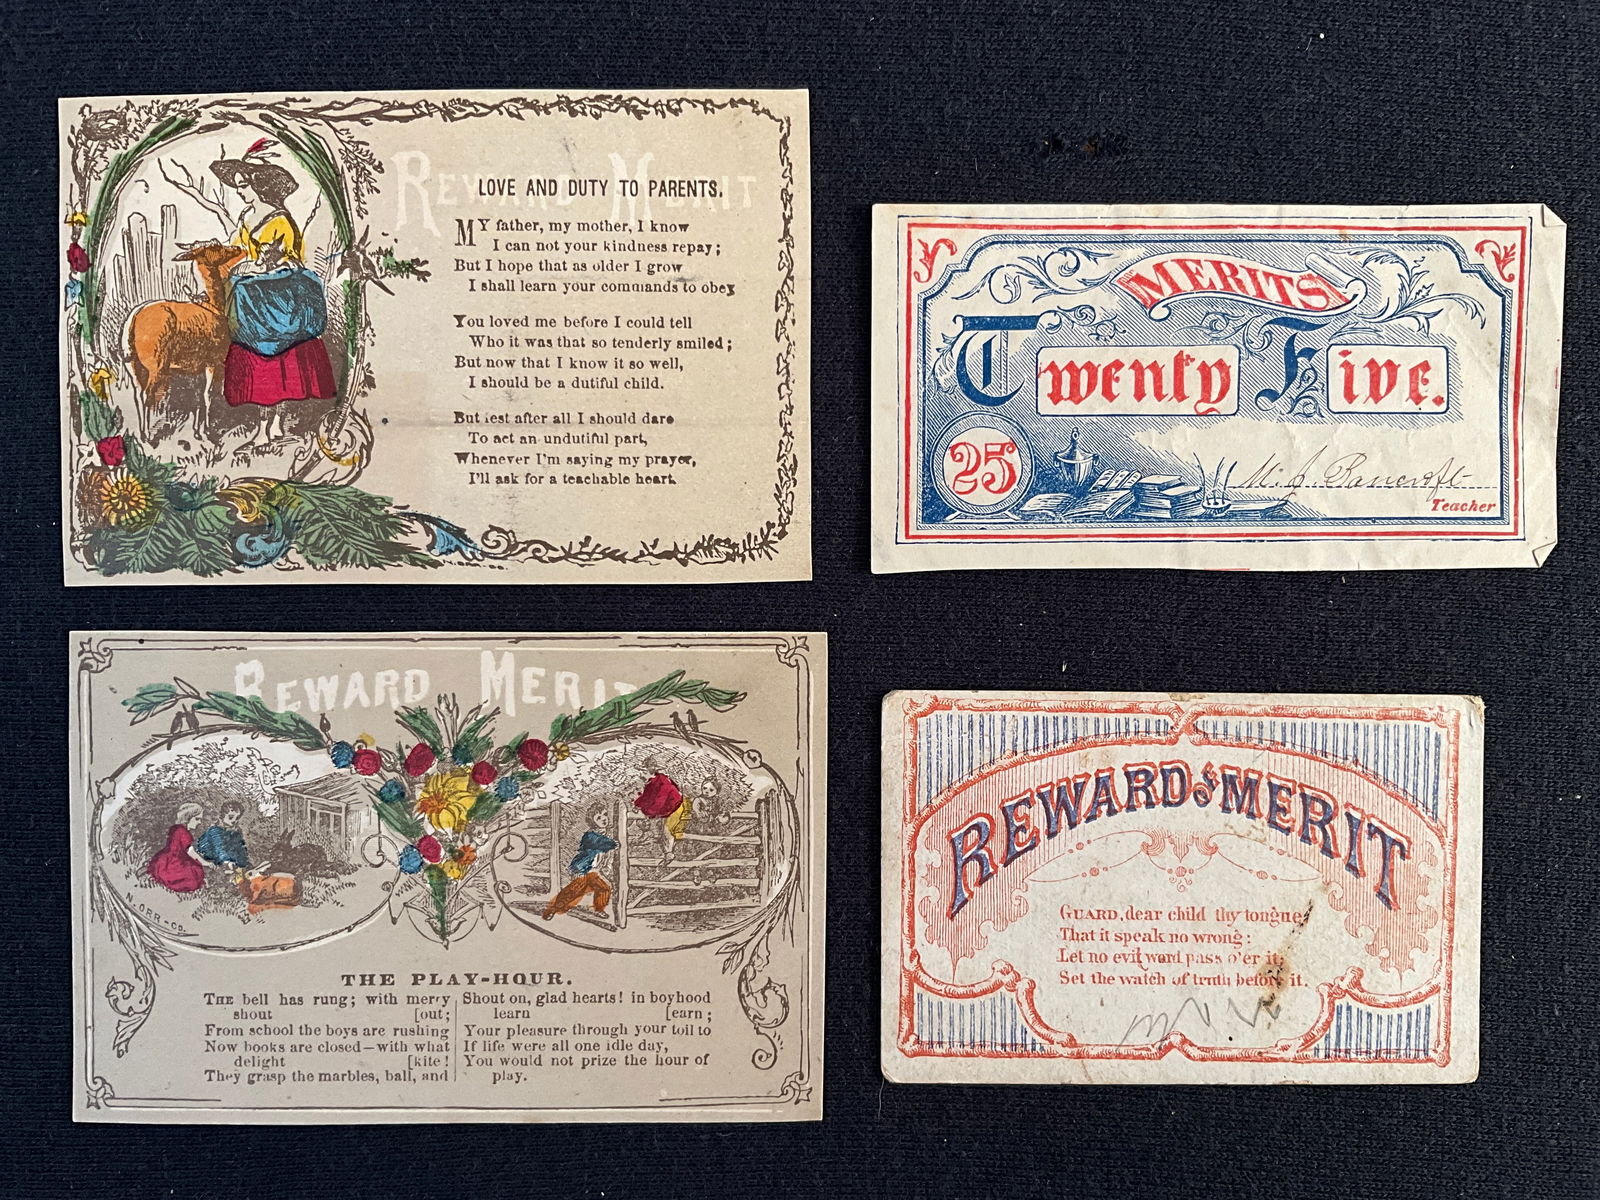 REWARD MERIT
LOVE AND DUTY TO PARENTS.
MY father, my mother, I know
I can not your kindness repay;
But I hope that as older I grow
I shall learn your commands to obey
You loved me before I could tell
Who it was that so tenderly smiled;
But now that I know it so well,
I should be a dutiful child.
But lest after all I should dare
To act an undutiful part,
Whenever I'm saying my prayer,
I'll ask for a teachable heart.
MERITS
Twenty Five.
25
Bancroft
Teacher
REWARD MERIT
N. ORR - CO.
THE PLAY-HOUR.
THE bell has rung; with merry
shout [out;
From school the boys are rushing
Now books are closed—with what
delight [kite!
They grasp the marbles, ball, and
Shout on, glad hearts! in boyhood
learn [earn;
Your pleasure through your toil to
If life were all one idle day,
You would not prize the hour of
play.
REWARD OF MERIT
GUARD, dear child thy tongue
That it speak no wrong:
Let no evil word pass o'er it;
Set the watch of truth before it.